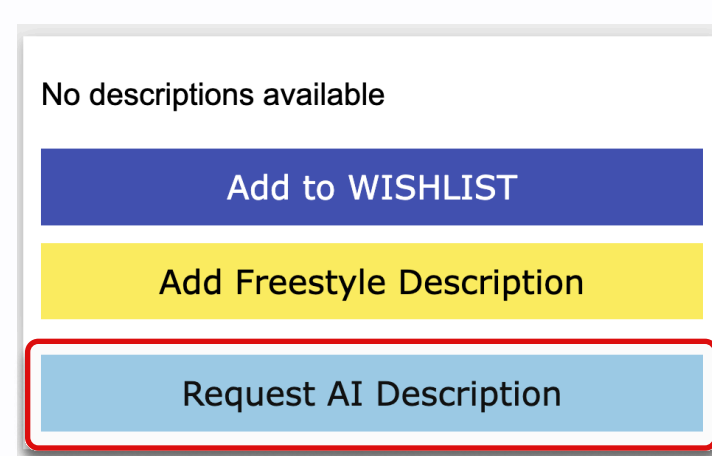 No descriptions available
Add to WISHLIST
Add Freestyle Description
Request AI Description